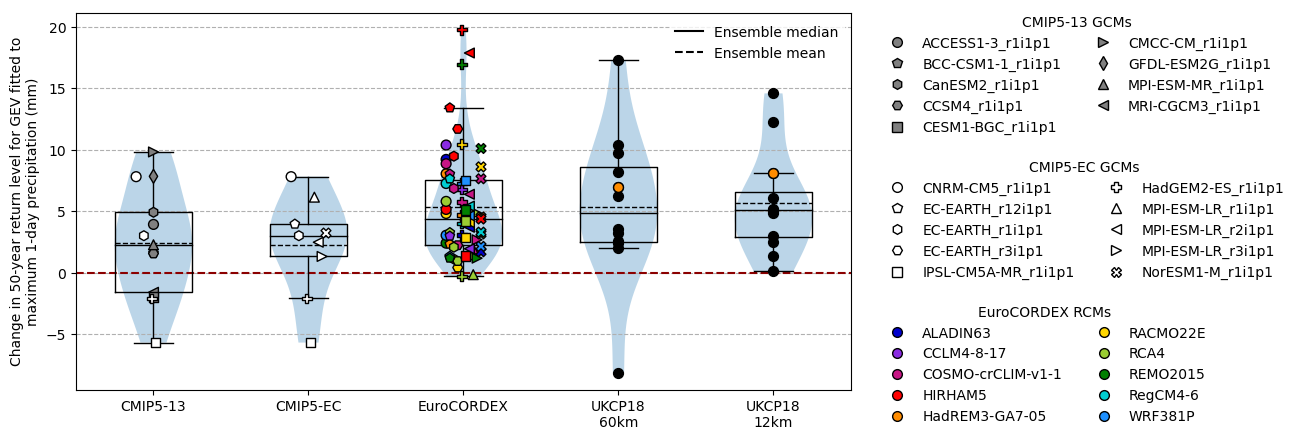 Change in 50-year return level for GEV fitted to
maximum 1-day precipitation (mm)
20
15
10
5
0
−5
CMIP5-13
CMIP5-EC
EuroCORDEX
UKCP18
60km
UKCP18
12km
Ensemble median
Ensemble mean
CMIP5-13 GCMs
ACCESS1-3_r1i1p1
BCC-CSM1-1_r1i1p1
CanESM2_r1i1p1
CCSM4_r1i1p1
CESM1-BGC_r1i1p1
CMCC-CM_r1i1p1
GFDL-ESM2G_r1i1p1
MPI-ESM-MR_r1i1p1
MRI-CGCM3_r1i1p1
CMIP5-EC GCMs
CNRM-CM5_r1i1p1
EC-EARTH_r12i1p1
EC-EARTH_r1i1p1
EC-EARTH_r3i1p1
IPSL-CM5A-MR_r1i1p1
HadGEM2-ES_r1i1p1
MPI-ESM-LR_r1i1p1
MPI-ESM-LR_r2i1p1
MPI-ESM-LR_r3i1p1
NorESM1-M_r1i1p1
EuroCORDEX RCMs
ALADIN63
CCLM4-8-17
COSMO-crCLIM-v1-1
HIRHAM5
HadREM3-GA7-05
RACMO22E
RCA4
REMO2015
RegCM4-6
WRF381P